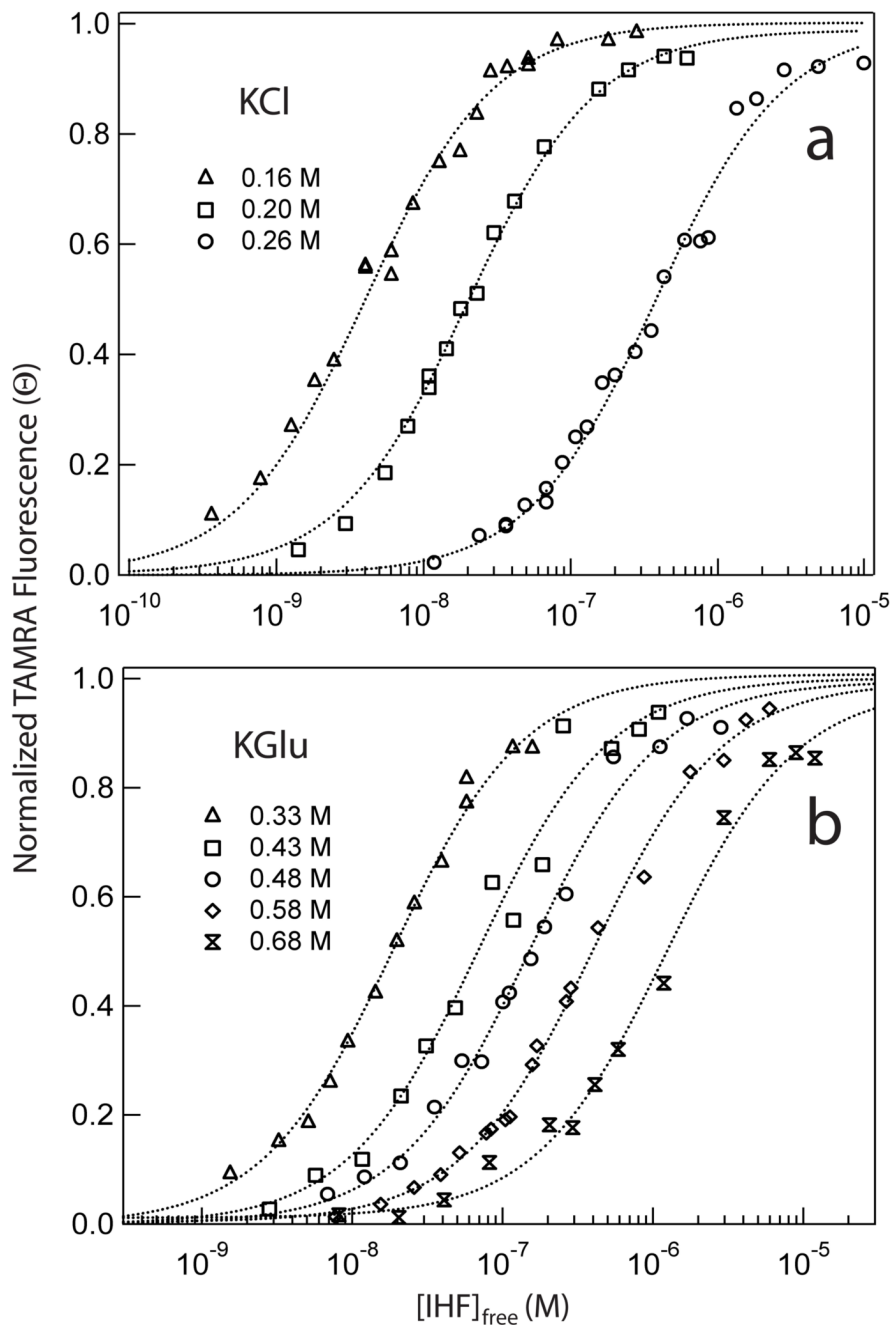 1.0
KCl
a
0.8
0.16 M
0.20 M
0.6
0.26 M
0.4
0.2
0.0
10-10 10-9 10-8 10-7 10-6 10-5
Normalized TAMRA Fluorescence (Θ)
1.0
KGlu
b
0.8
0.33 M
0.43 M
0.6
0.48 M
0.58 M
0.68 M
0.4
0.2
0.0
10-9 10-8 10-7 10-6 10-5
[IHF]free (M)